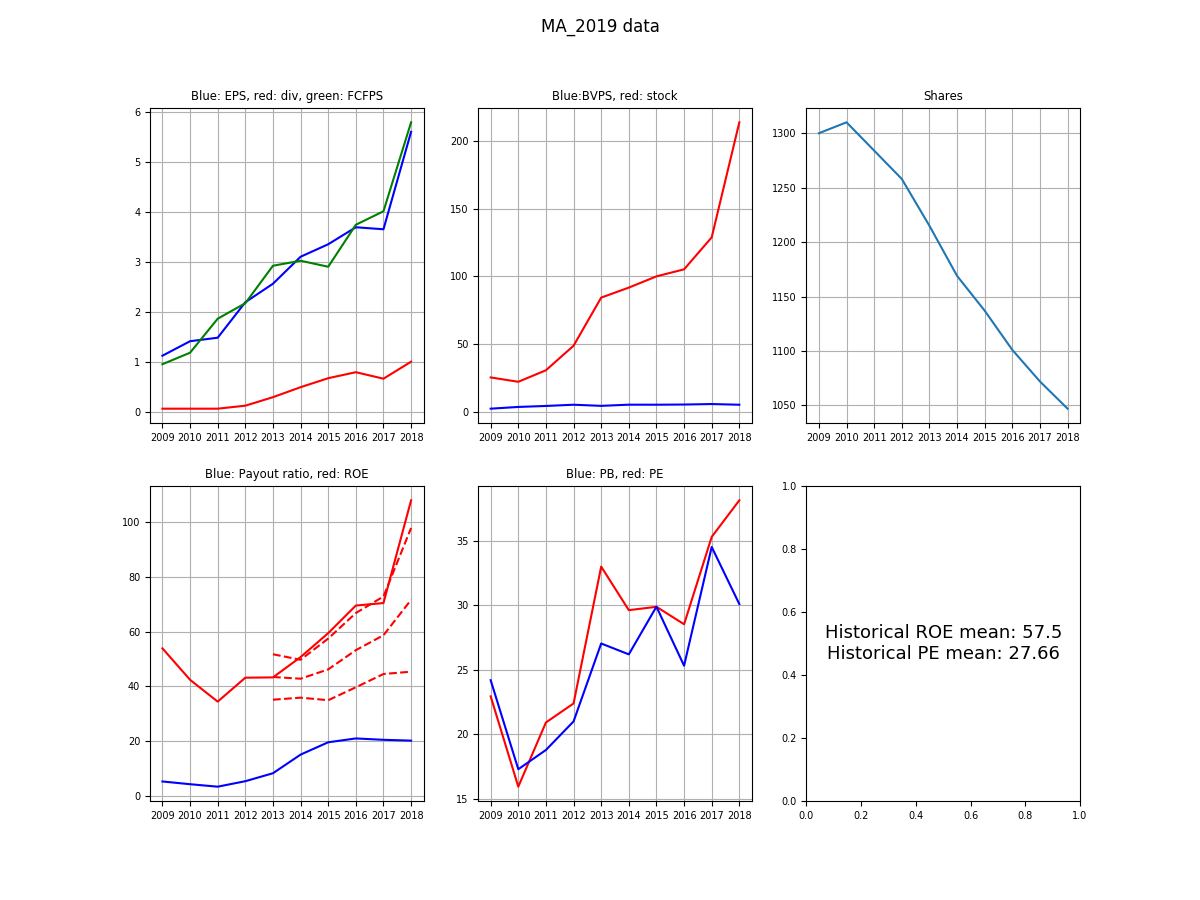 MA_2019 data
Blue: EPS, red: div, green: FCFPS
6
5
4
3
2
1
0
2009 2010 2011 2012 2013 2014 2015 2016 2017 2018
Blue:BVPS, red: stock
200
150
100
50
0
2009 2010 2011 2012 2013 2014 2015 2016 2017 2018
Shares
1300
1250
1200
1150
1100
1050
2009 2010 2011 2012 2013 2014 2015 2016 2017 2018
Blue: Payout ratio, red: ROE
100
80
60
40
20
0
2009 2010 2011 2012 2013 2014 2015 2016 2017 2018
Blue: PB, red: PE
35
30
25
20
15
2009 2010 2011 2012 2013 2014 2015 2016 2017 2018
1.0
0.8
0.6
0.4
0.2
0.0
Historical ROE mean: 57.5
Historical PE mean: 27.66
0.0 0.2 0.4 0.6 0.8 1.0